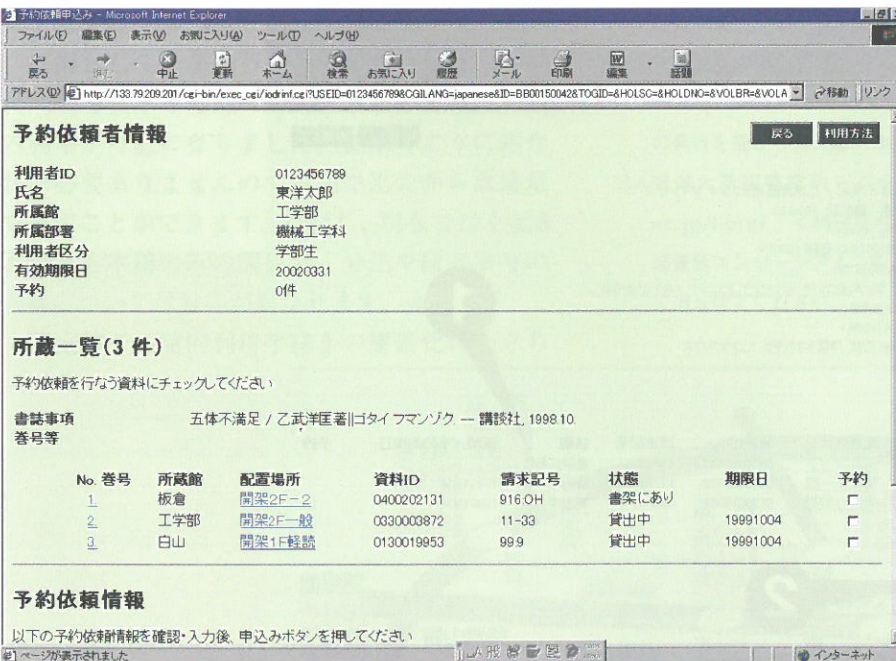 予約依頼申込み - Microsoft Internet Explorer
ファイル(F) 編集(E) 表示(V) お気に入り(A) ツール(T) ヘルプ(H)
戻る 進む 中止 更新 ホーム 検索 お気に入り 履歴 メール 印刷 編集 話題
アドレス(D) http://133.79.209.201/cgi-bin/exec_cgi/iodrinf.cgi?USEID=0123456789&CGILANG=japanese&ID=BB00150042&TOGID=&HOLSC=&HOLDNO=&VOLBR=&VOLA 移動 リンク
予約依頼者情報 戻る 利用方法
利用者ID 0123456789
氏名 東洋太郎
所属館 工学部
所属部署 機械工学科
利用者区分 学部生
有効期限日 20020331
予約 0件
所蔵一覧(3 件)
予約依頼を行なう資料にチェックしてください
書誌事項 五体不満足 / 乙武洋匡著||ゴタイ フマンゾク -- 講談社, 1998.10.
巻号等
No. 巻号 所蔵館 配置場所 資料ID 請求記号 状態 期限日 予約
1. 板倉 開架2F-2 0400202131 916:OH 書架にあり
2. 工学部 開架2F一般 0330003872 11-33 貸出中 19991004
3. 白山 開架1F軽読 0130019953 99:9 貸出中 19991004
予約依頼情報
以下の予約依頼情報を確認・入力後、申込みボタンを押してください
ページが表示されました インターネット